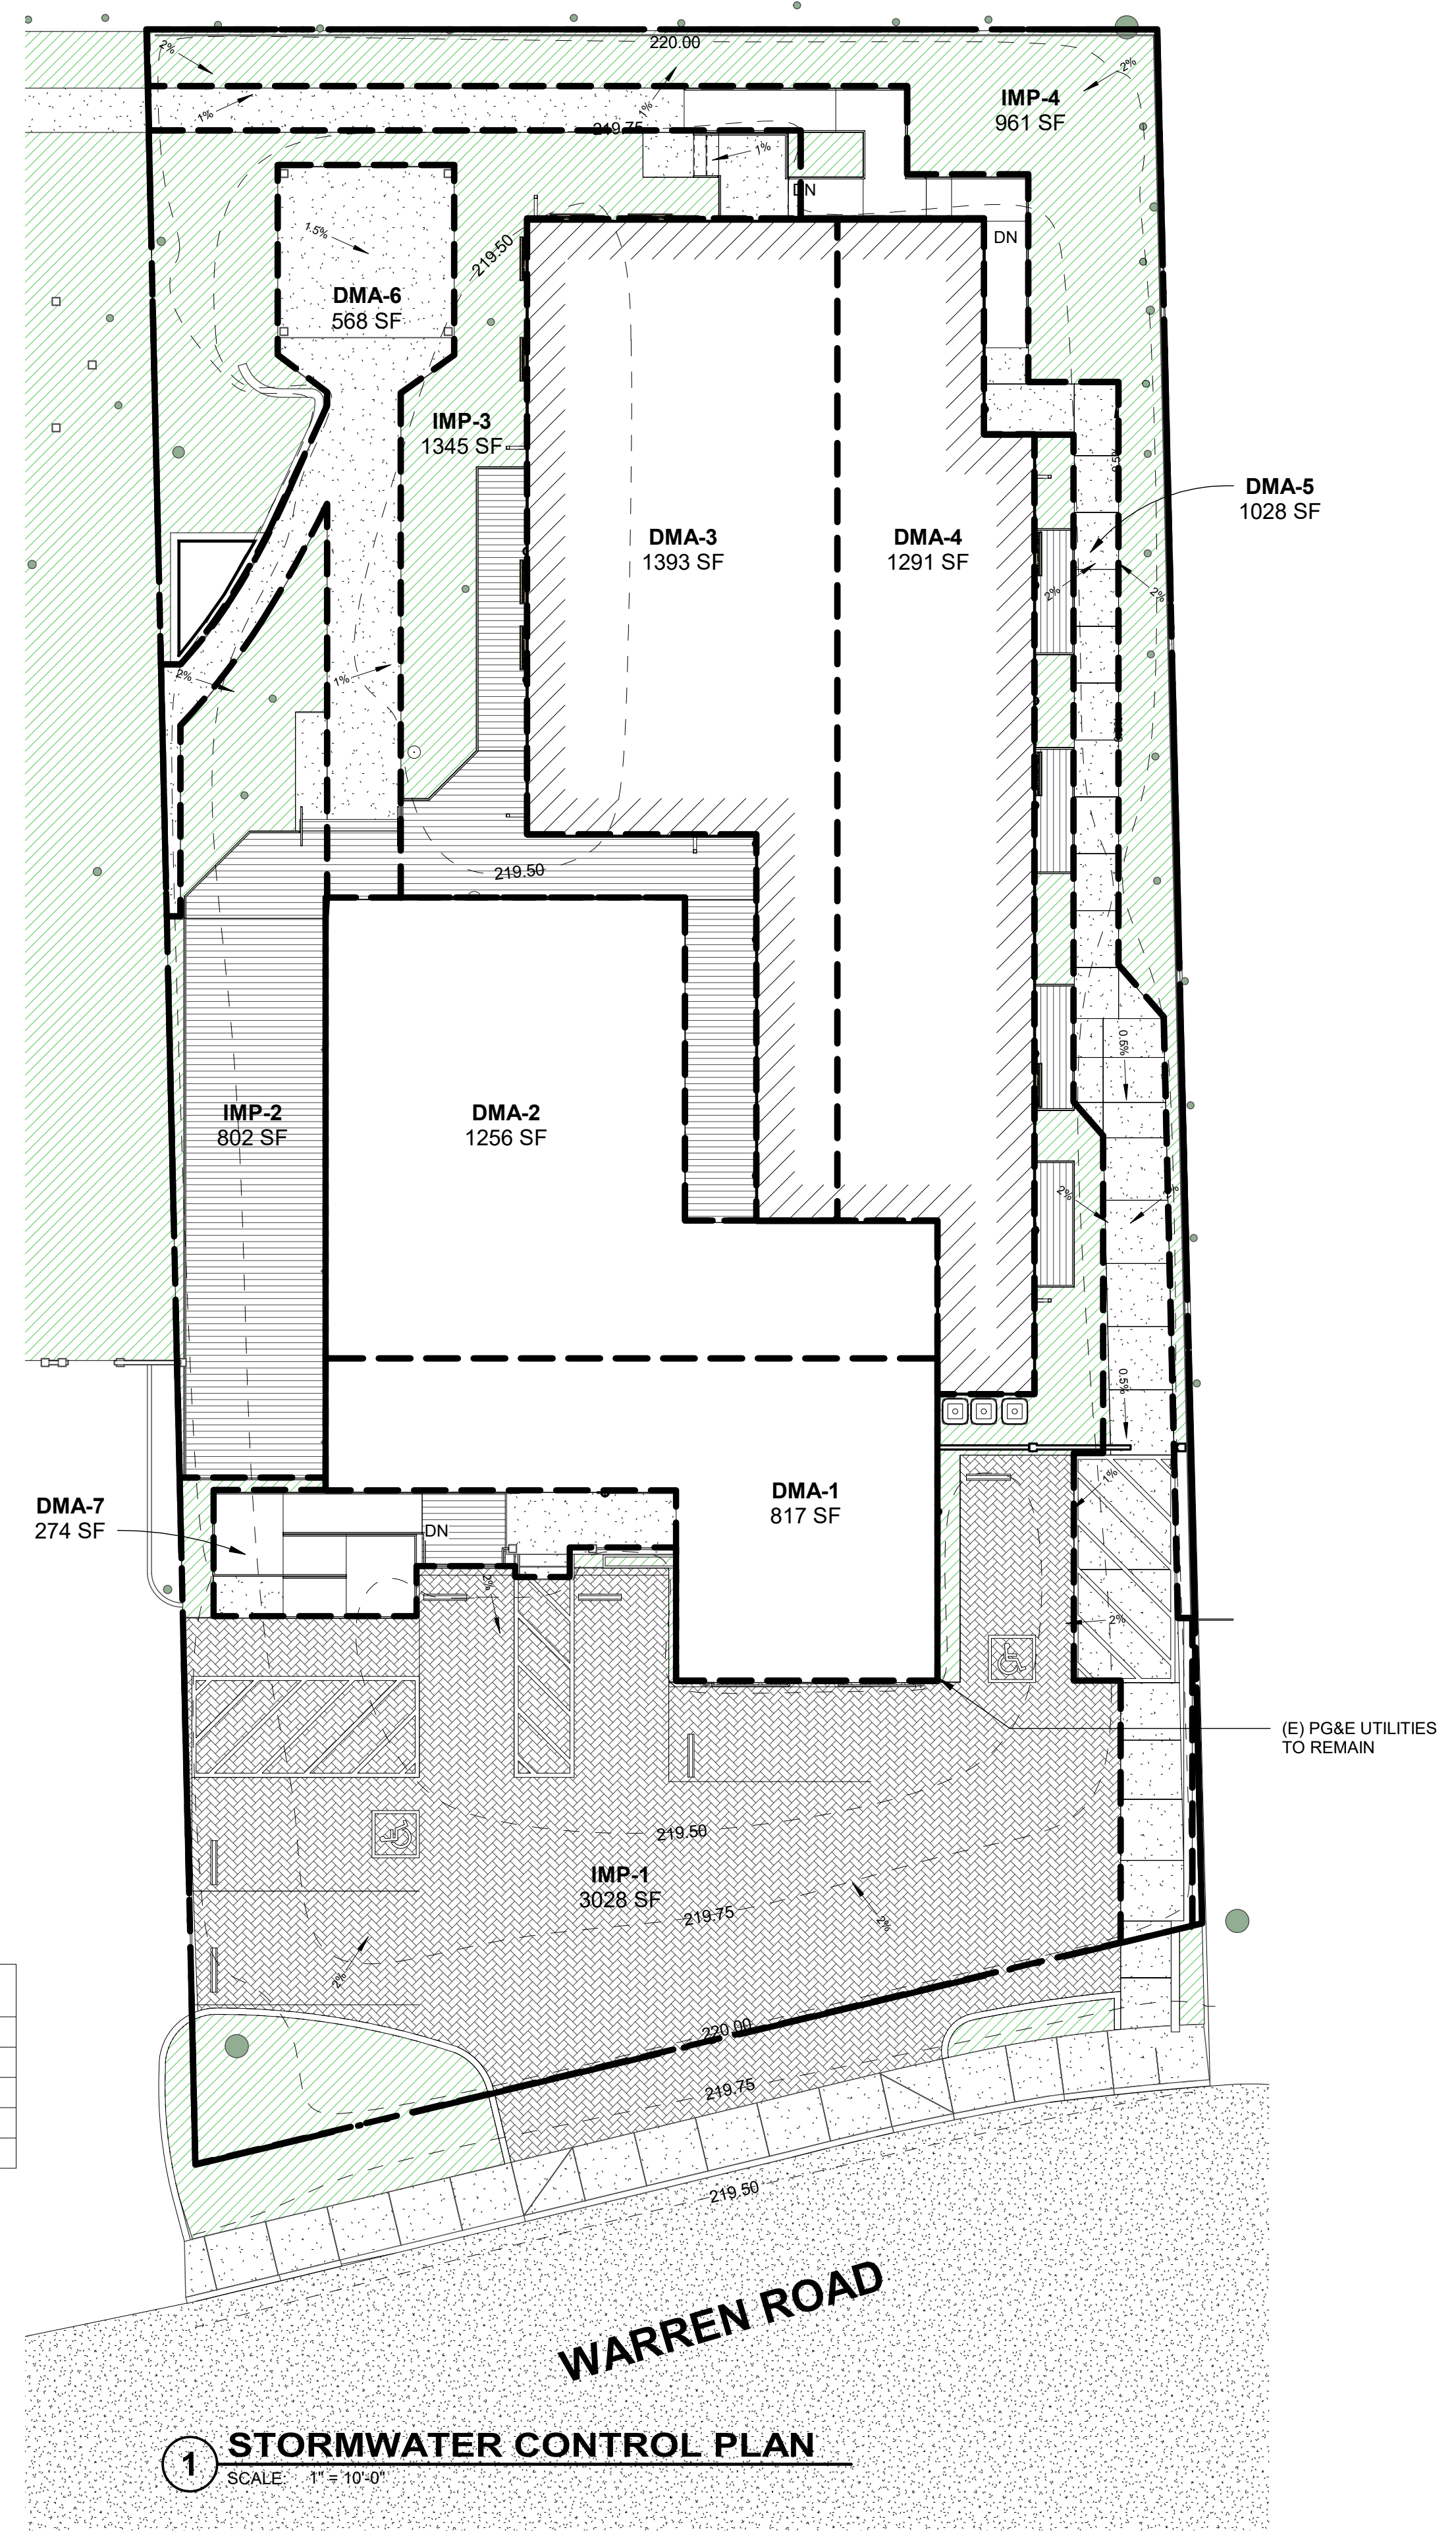 220.00
2%
2%
1%
1%
IMP-4
961 SF
219.75
1%
DN
DN
1.5%
219.50
DMA-6
568 SF
IMP-3
1345 SF
0.5%
DMA-5
1028 SF
DMA-3
1393 SF
DMA-4
1291 SF
2%
2%
2%
1%
219.50
0.6%
IMP-2
802 SF
DMA-2
1256 SF
2%
0.5%
1%
DMA-7
274 SF
DN
DMA-1
817 SF
2%
2%
(E) PG&E UTILITIES
TO REMAIN
219.50
IMP-1
3028 SF
219.75
2%
2%
220.00
219.75
219.50
WARREN ROAD
1
STORMWATER CONTROL PLAN
SCALE: 1" = 10'-0"